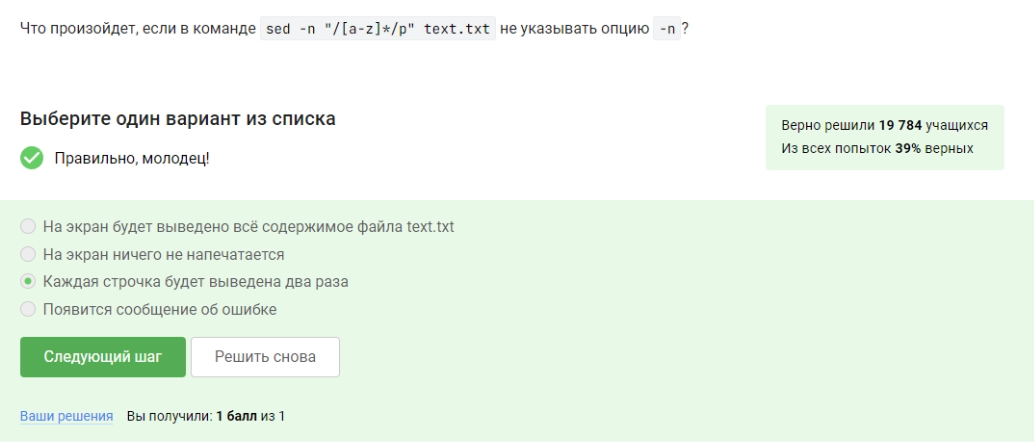 Что произойдет, если в команде sed -n "/[a-z]*/p" text.txt не указывать опцию -n?
Выберите один вариант из списка
Правильно, молодец!
Верно решили 19 784 учащихся
Из всех попыток 39% верных
На экран будет выведено всё содержимое файла text.txt
На экран ничего не напечатается
Каждая строчка будет выведена два раза
Появится сообщение об ошибке
Следующий шаг
Решить снова
Ваши решения Вы получили: 1 балл из 1